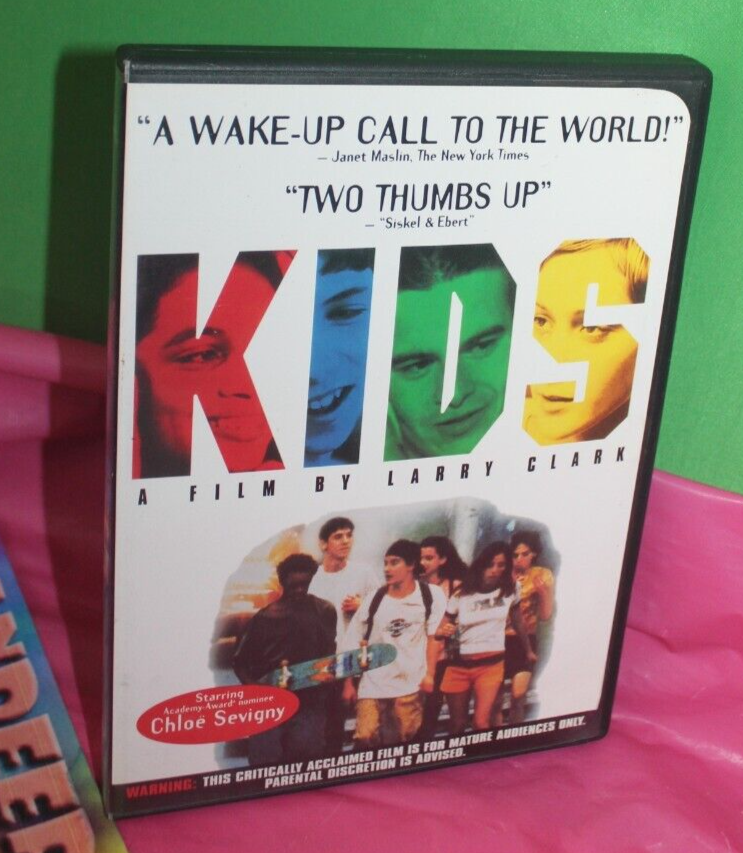 “A WAKE-UP CALL TO THE WORLD!”
– Janet Maslin, The New York Times
“TWO THUMBS UP”
– “Siskel & Ebert”
KIDS
A FILM BY LARRY CLARK
Starring
Academy-Award® nominee
Chloë Sevigny
WARNING: THIS CRITICALLY ACCLAIMED FILM IS FOR MATURE AUDIENCES ONLY.
PARENTAL DISCRETION IS ADVISED.